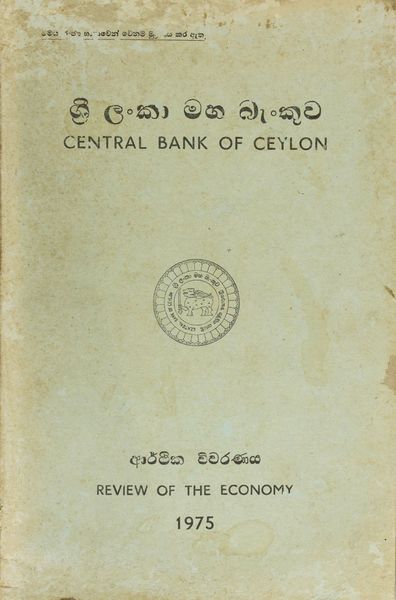 ශ්‍රී ලංකා මහ බැංකුව
CENTRAL BANK OF CEYLON
ආර්ථික විවරණය
REVIEW OF THE ECONOMY
1975